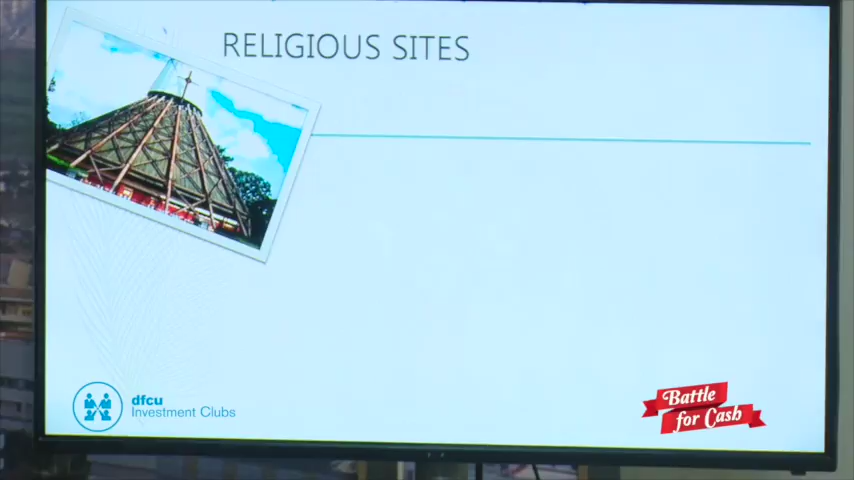 RELIGIOUS SITES
dfcu
Investment Clubs
Battle
for Cash